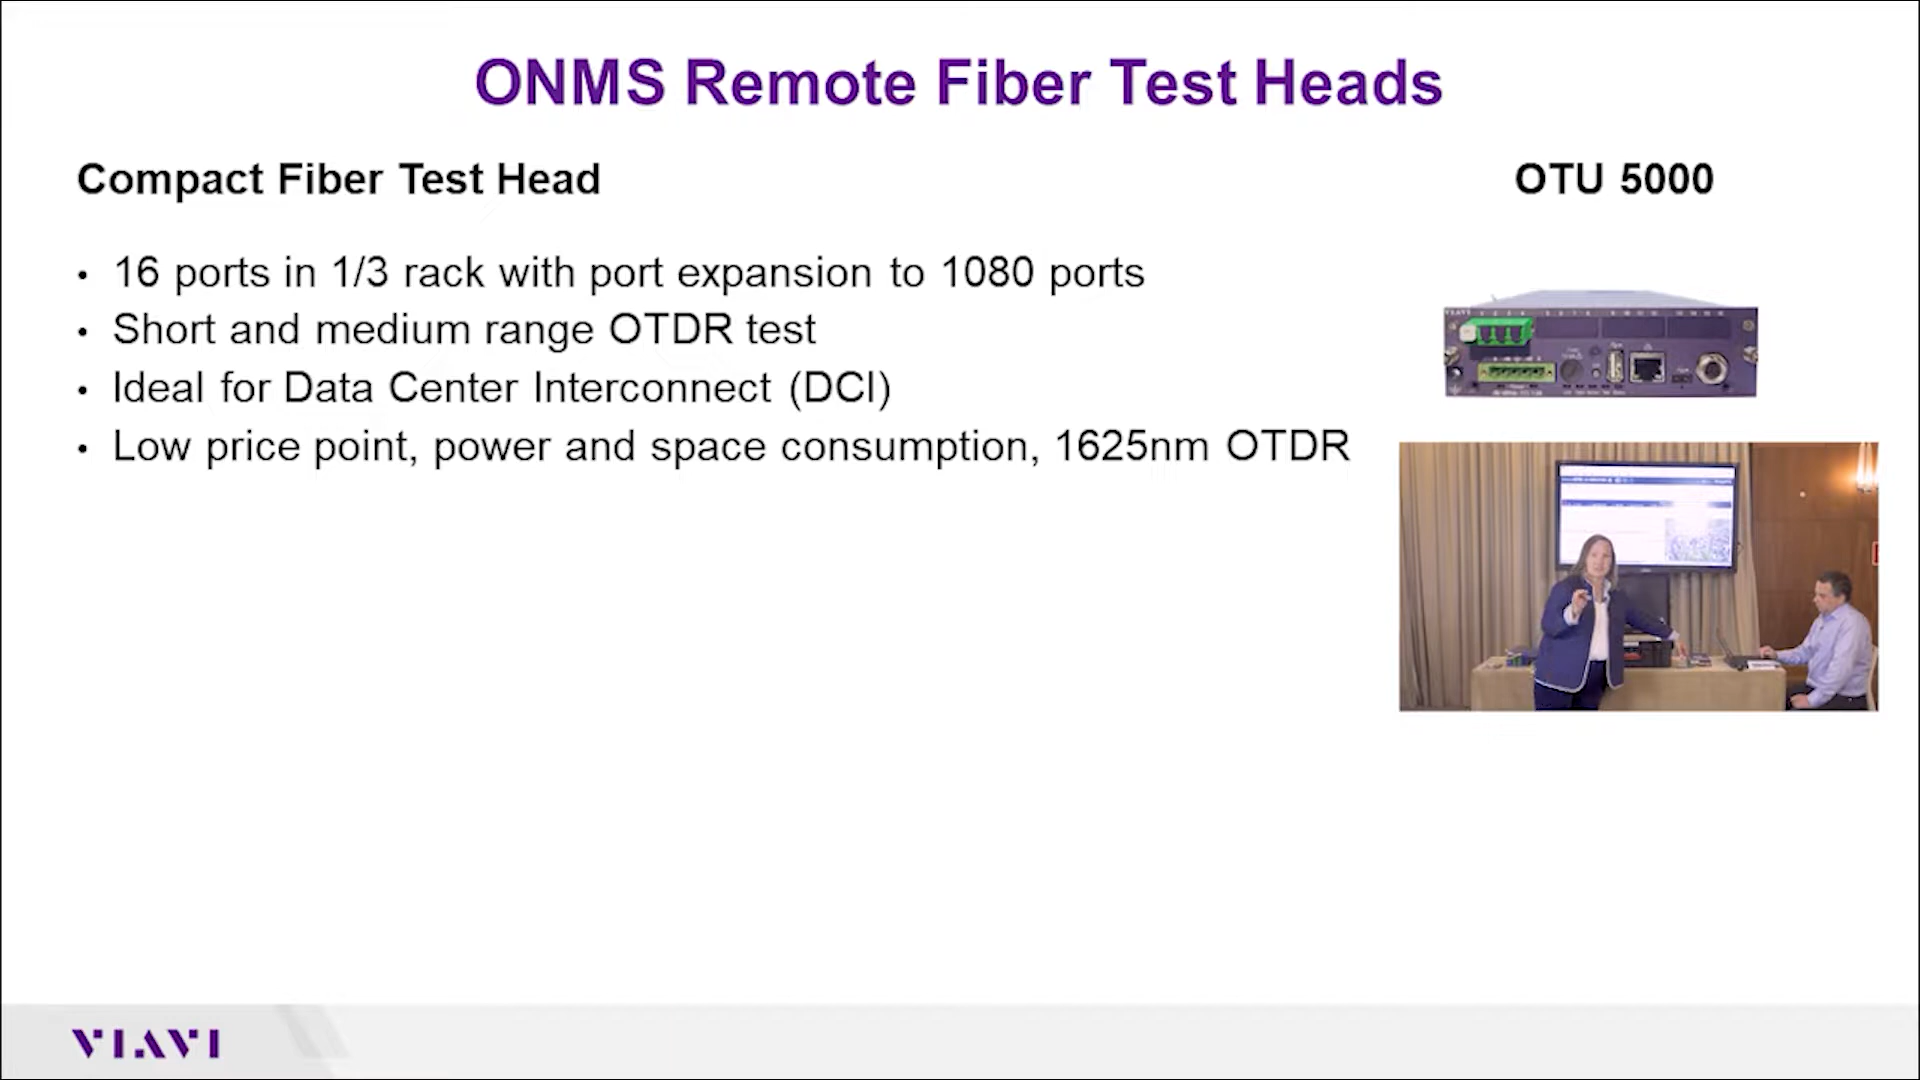 ONMS Remote Fiber Test Heads
Compact Fiber Test Head
OTU 5000
• 16 ports in 1/3 rack with port expansion to 1080 ports
• Short and medium range OTDR test
• Ideal for Data Center Interconnect (DCI)
• Low price point, power and space consumption, 1625nm OTDR
VIAVI
VIAVI